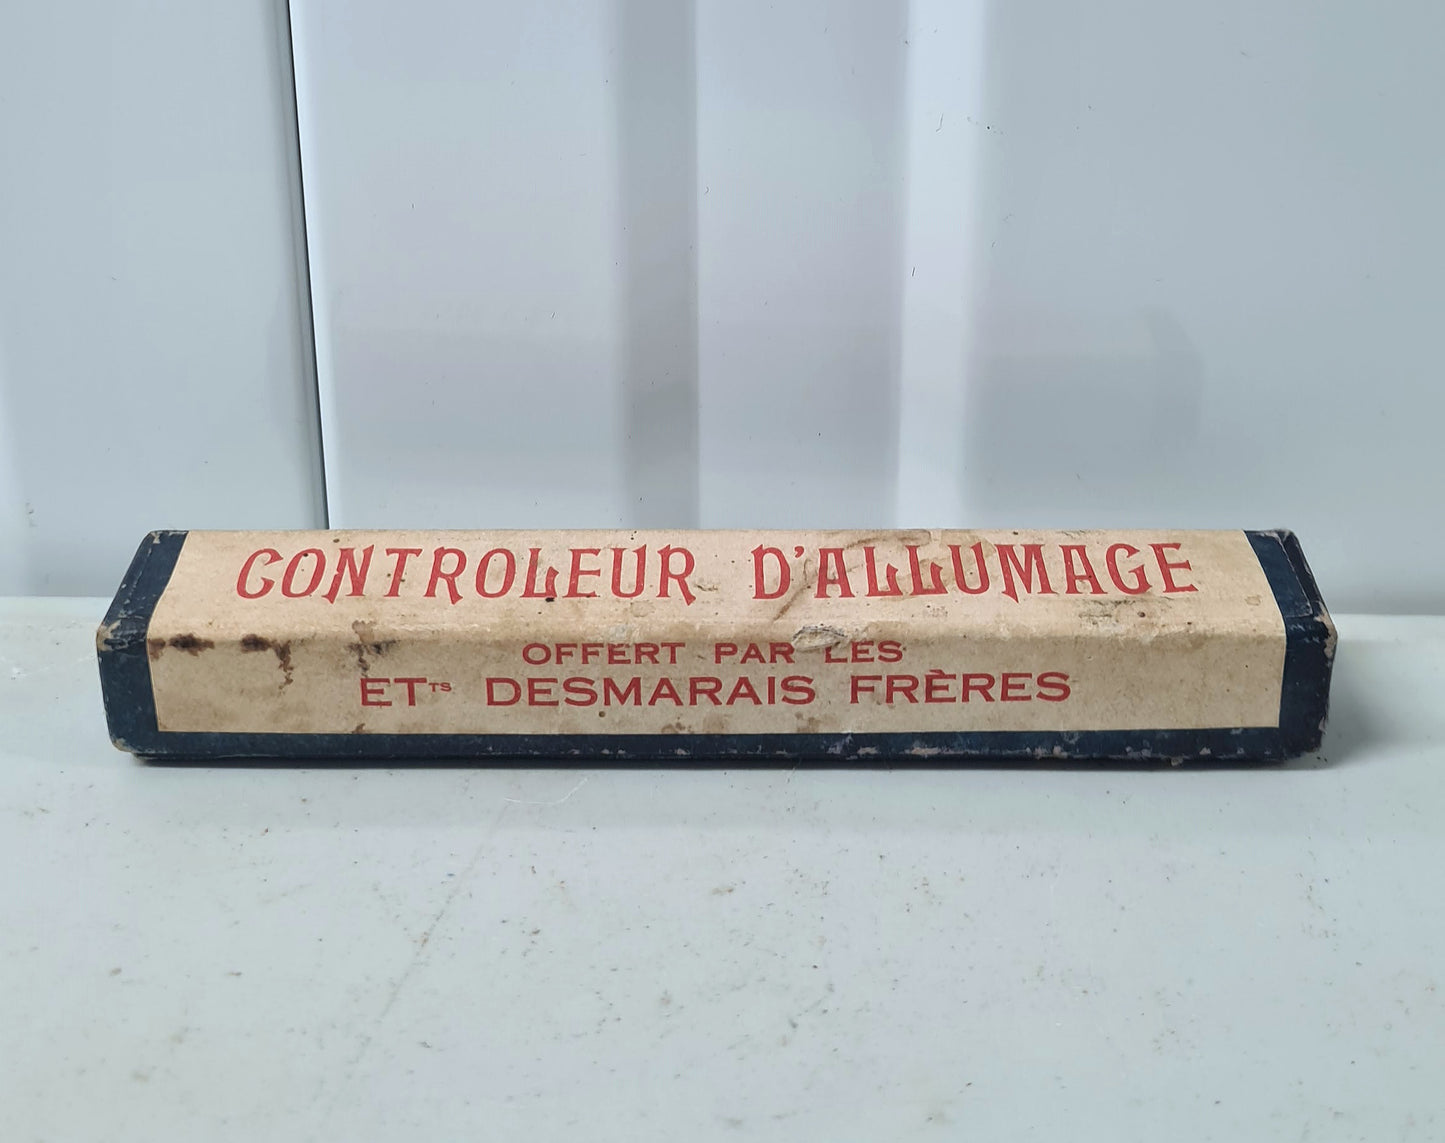 CONTROLEUR D'ALLUMAGE
OFFERT PAR LES
ETTS DESMARAIS FRÈRES